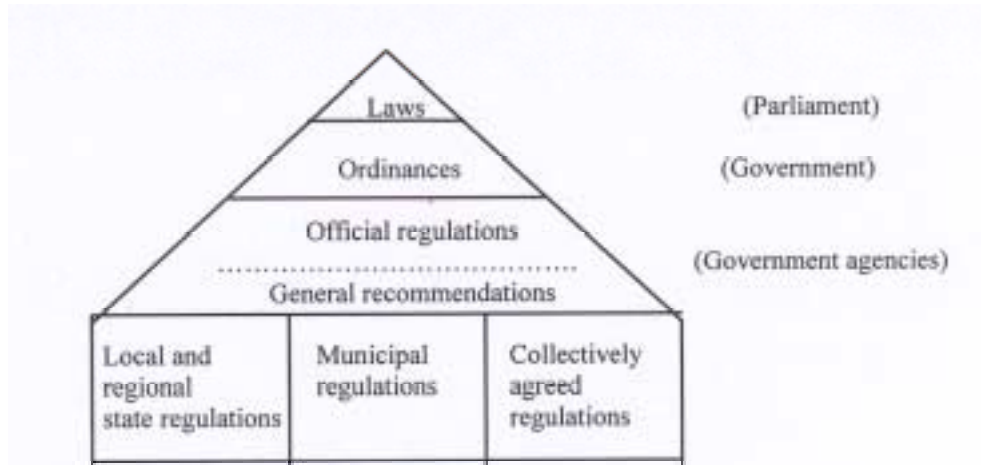 Laws (Parliament)
Ordinances (Government)
Official regulations
(Government agencies)
General recommendations
Local and
regional
state regulations
Municipal
regulations
Collectively
agreed
regulations